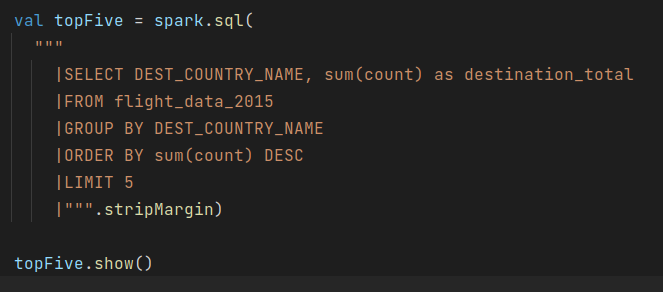 val topFive = spark.sql(
  """
    |SELECT DEST_COUNTRY_NAME, sum(count) as destination_total
    |FROM flight_data_2015
    |GROUP BY DEST_COUNTRY_NAME
    |ORDER BY sum(count) DESC
    |LIMIT 5
    |""".stripMargin)

topFive.show()